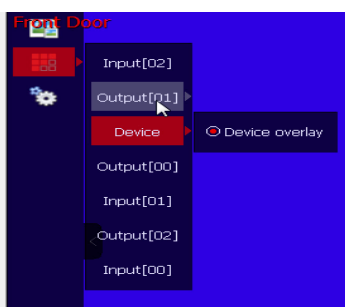 Front Door
Input[02]
Output[01]
Device
Device overlay
Output[00]
Input[01]
Output[02]
Input[00]